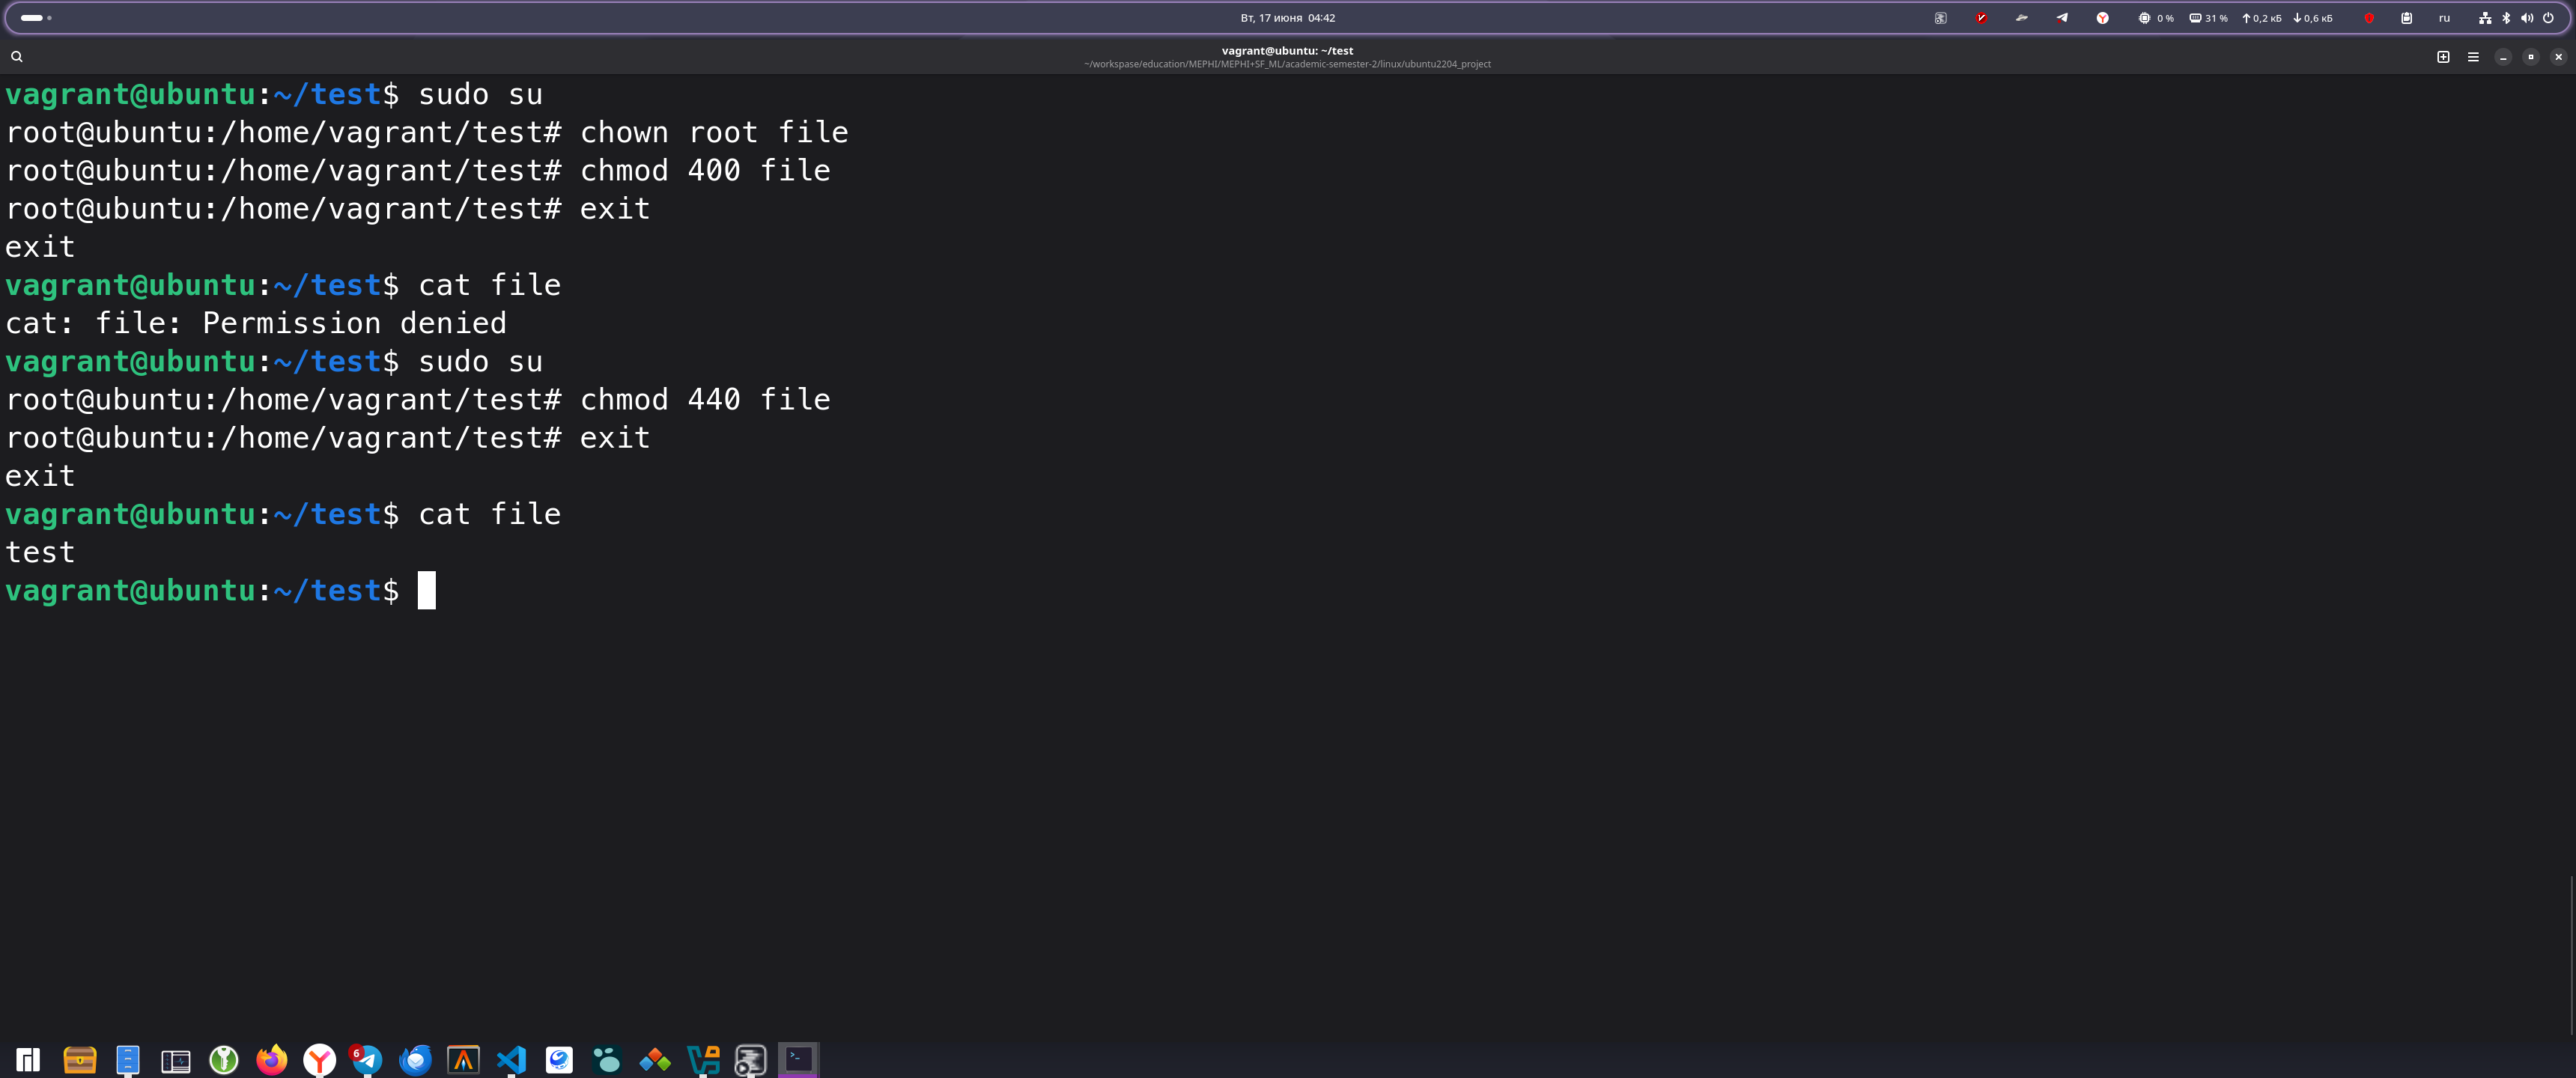 Вт, 17 июня 04:42
0 %
31 %
0,2 кБ
0,6 кБ
ru
vagrant@ubuntu: ~/test
~/workspase/education/MEPHI/MEPHI+SF_ML/academic-semester-2/linux/ubuntu2204_project
vagrant@ubuntu:~/test$ sudo su
root@ubuntu:/home/vagrant/test# chown root file
root@ubuntu:/home/vagrant/test# chmod 400 file
root@ubuntu:/home/vagrant/test# exit
exit
vagrant@ubuntu:~/test$ cat file
cat: file: Permission denied
vagrant@ubuntu:~/test$ sudo su
root@ubuntu:/home/vagrant/test# chmod 440 file
root@ubuntu:/home/vagrant/test# exit
exit
vagrant@ubuntu:~/test$ cat file
test
vagrant@ubuntu:~/test$
6